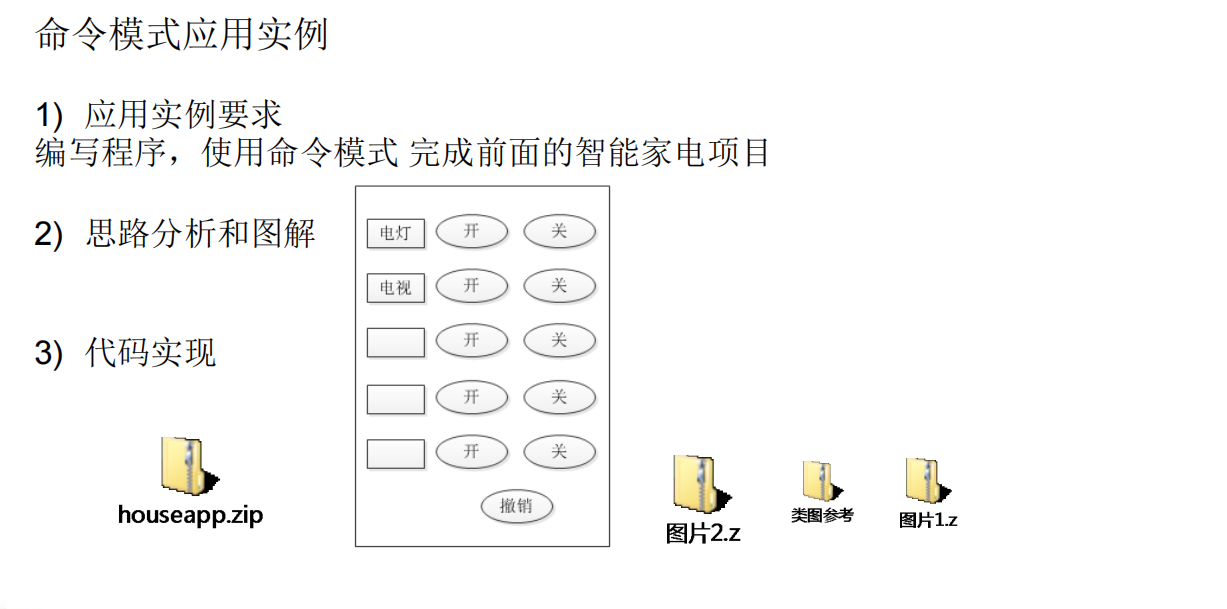 命令模式应用实例
1) 应用实例要求
编写程序，使用命令模式 完成前面的智能家电项目
2) 思路分析和图解
3) 代码实现
电灯 开 关
电视 开 关
开 关
开 关
开 关
撤销
houseapp.zip
图片2.z
类图参考
图片1.z